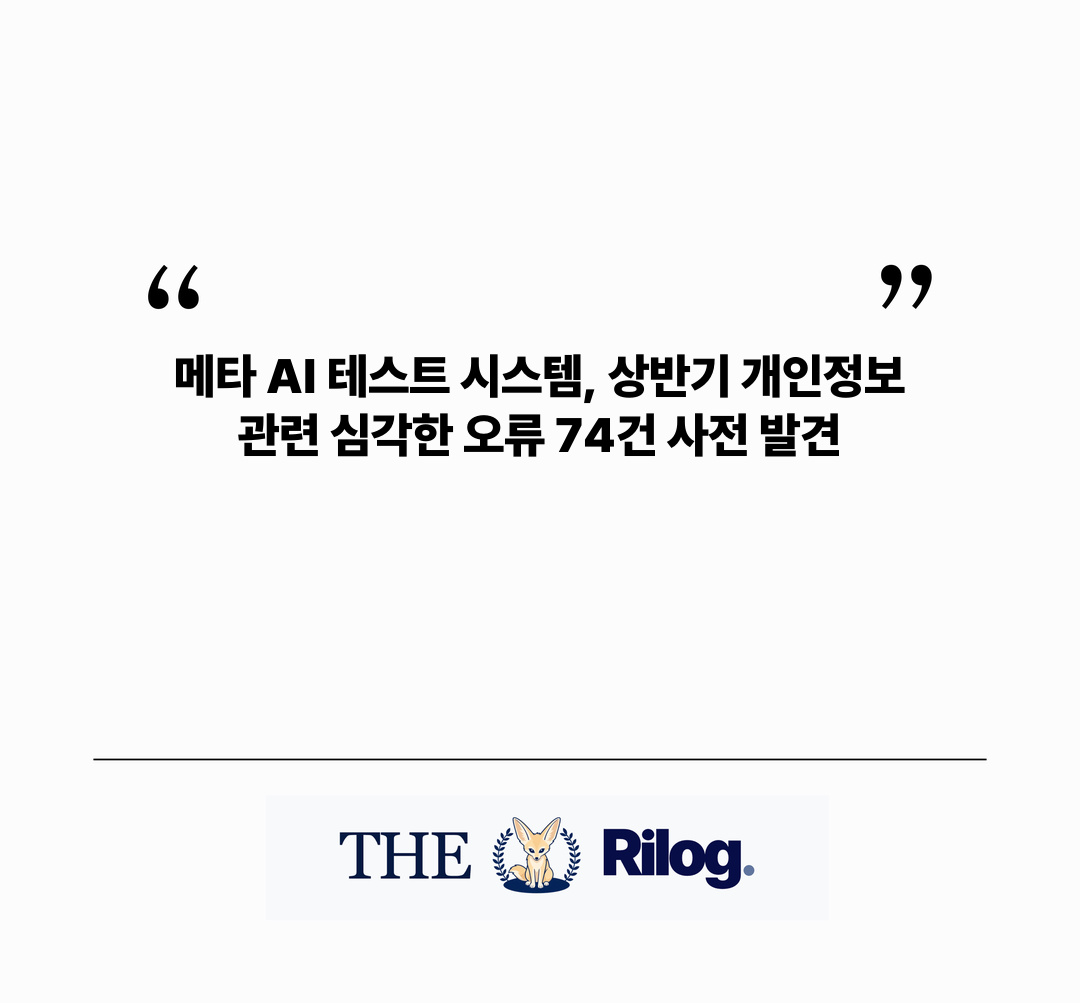 “ ”
메타 AI 테스트 시스템, 상반기 개인정보
관련 심각한 오류 74건 사전 발견
THE Rilog.